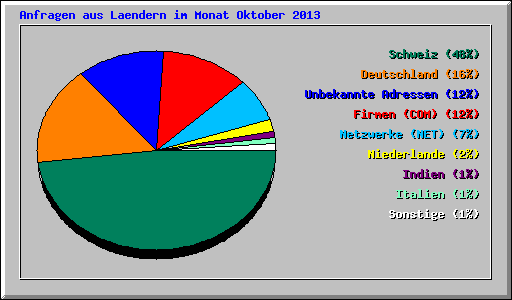 Anfragen aus Laendern im Monat Oktober 2013
Schweiz (48%)
Deutschland (16%)
Unbekannte Adressen (12%)
Firmen (COM) (12%)
Netzwerke (NET) (7%)
Niederlande (2%)
Indien (1%)
Italien (1%)
Sonstige (1%)